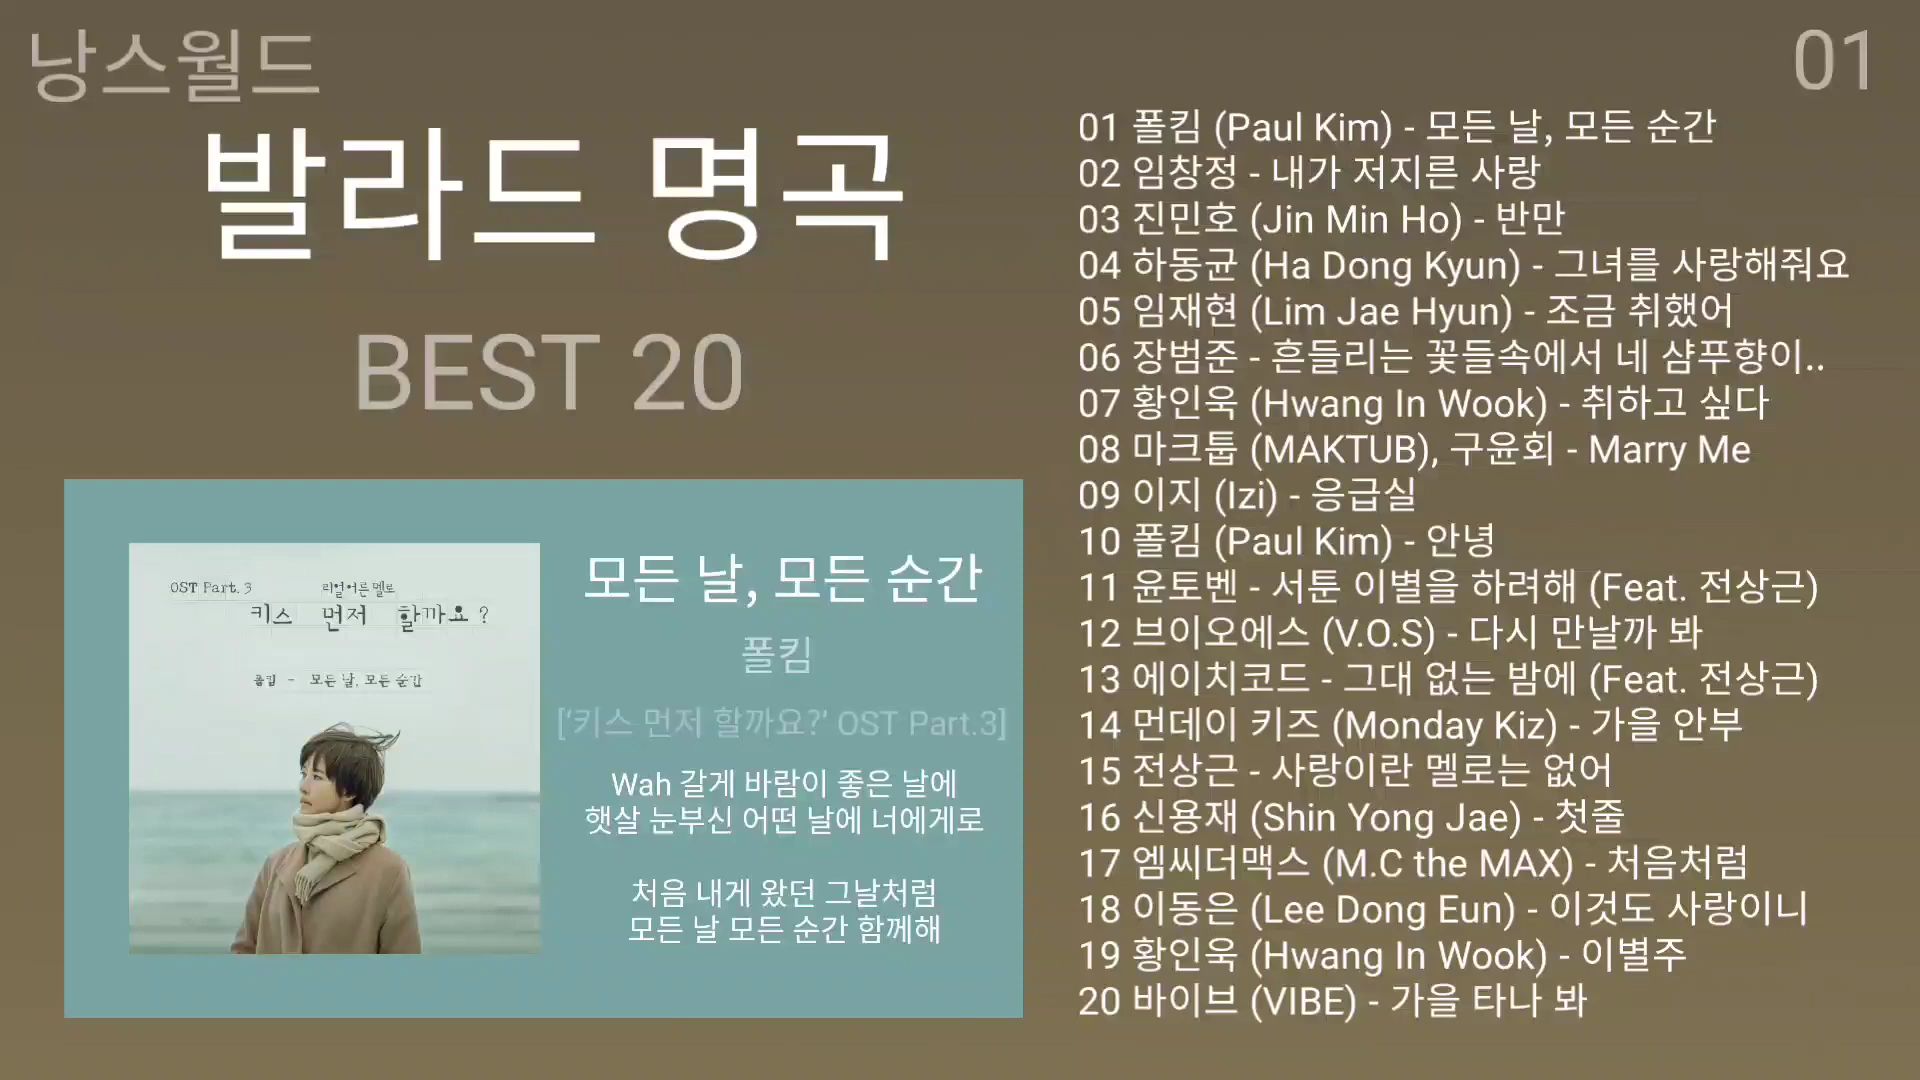 낭스월드
01
발라드 명곡
BEST 20
OST Part. 3
리얼 어른 멜로
키스 먼저 할까요 ?
폴킴 - 모든 날, 모든 순간
모든 날, 모든 순간
폴킴
['키스 먼저 할까요?' OST Part.3]
Wah 갈게 바람이 좋은 날에
햇살 눈부신 어떤 날에 너에게로
처음 내게 왔던 그날처럼
모든 날 모든 순간 함께해
01 폴킴 (Paul Kim) - 모든 날, 모든 순간
02 임창정 - 내가 저지른 사랑
03 진민호 (Jin Min Ho) - 반만
04 하동균 (Ha Dong Kyun) - 그녀를 사랑해줘요
05 임재현 (Lim Jae Hyun) - 조금 취했어
06 장범준 - 흔들리는 꽃들속에서 네 샴푸향이..
07 황인욱 (Hwang In Wook) - 취하고 싶다
08 마크툽 (MAKTUB), 구윤회 - Marry Me
09 이지 (Izi) - 응급실
10 폴킴 (Paul Kim) - 안녕
11 윤토벤 - 서툰 이별을 하려해 (Feat. 전상근)
12 브이오에스 (V.O.S) - 다시 만날까 봐
13 에이치코드 - 그대 없는 밤에 (Feat. 전상근)
14 먼데이 키즈 (Monday Kiz) - 가을 안부
15 전상근 - 사랑이란 멜로는 없어
16 신용재 (Shin Yong Jae) - 첫줄
17 엠씨더맥스 (M.C the MAX) - 처음처럼
18 이동은 (Lee Dong Eun) - 이것도 사랑이니
19 황인욱 (Hwang In Wook) - 이별주
20 바이브 (VIBE) - 가을 타나 봐